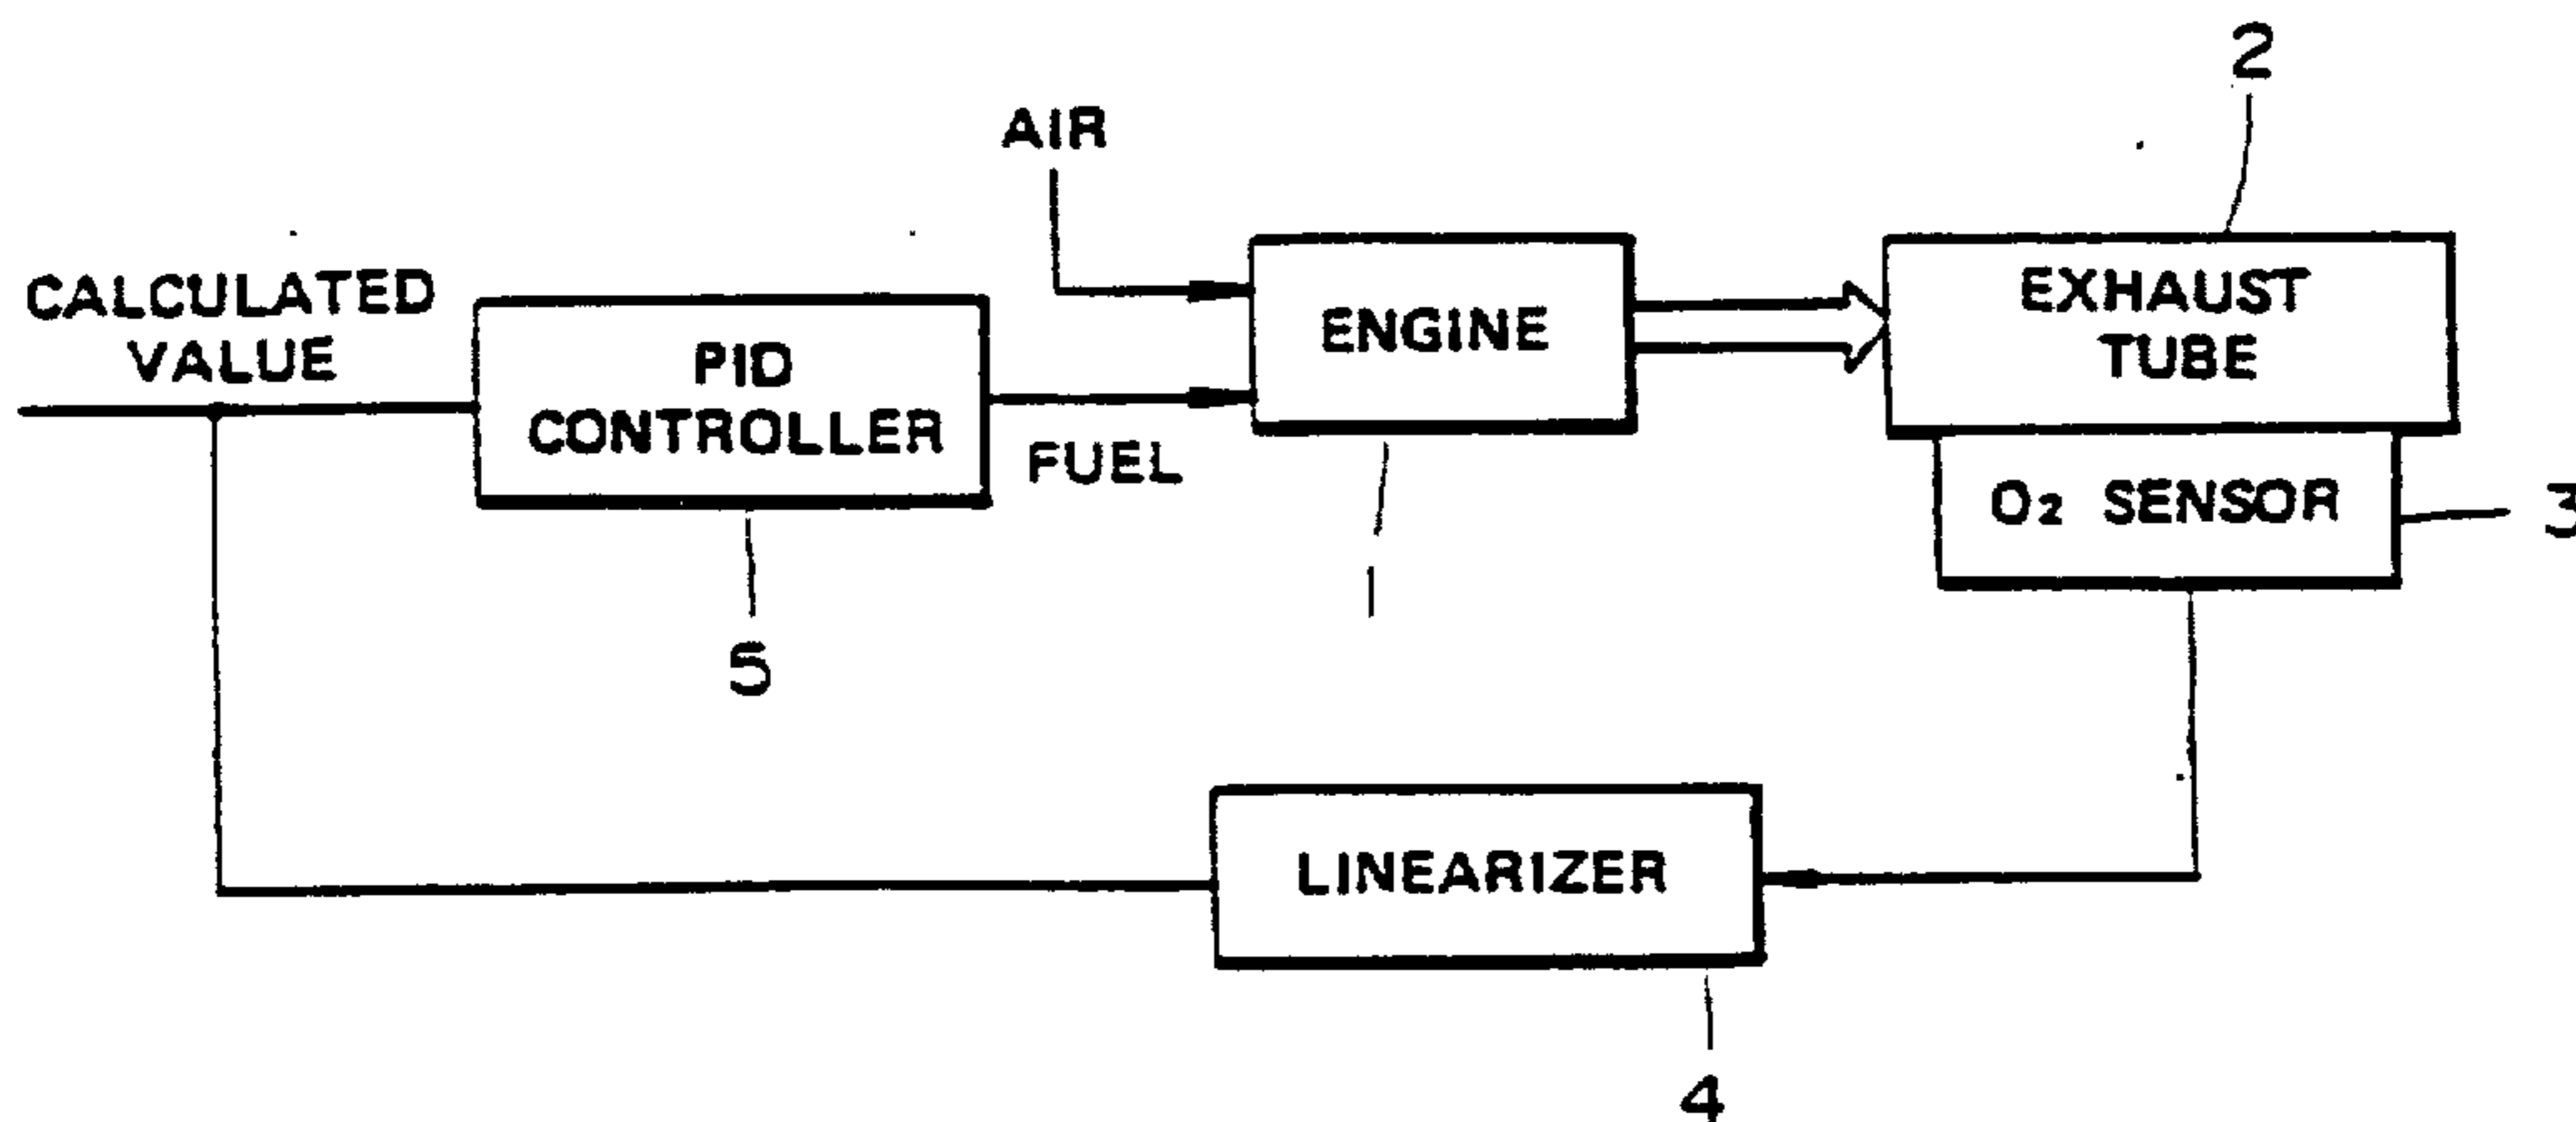 2
AIR
CALCULATED
VALUE
PID
CONTROLLER
FUEL
ENGINE
EXHAUST
TUBE
O₂ SENSOR
3
1
5
LINEARIZER
4